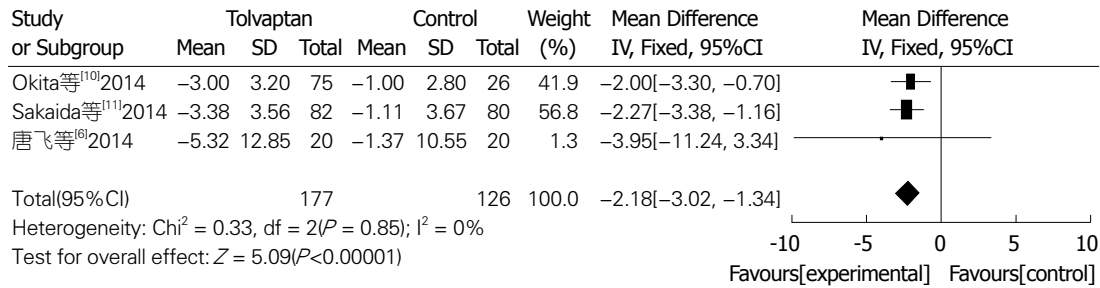 Study Tolvaptan Control Weight Mean Difference Mean Difference
or Subgroup Mean SD Total Mean SD Total (%) IV, Fixed, 95%CI IV, Fixed, 95%CI
Okita等[10]2014 −3.00 3.20 75 −1.00 2.80 26 41.9 −2.00[−3.30, −0.70]
Sakaida等[11]2014 −3.38 3.56 82 −1.11 3.67 80 56.8 −2.27[−3.38, −1.16]
唐飞等[6]2014 −5.32 12.85 20 −1.37 10.55 20 1.3 −3.95[−11.24, 3.34]
Total(95%CI) 177 126 100.0 −2.18[−3.02, −1.34]
Heterogeneity: Chi² = 0.33, df = 2(P = 0.85); I² = 0%
Test for overall effect: Z = 5.09(P<0.00001)
-10 -5 0 5 10
Favours[experimental] Favours[control]